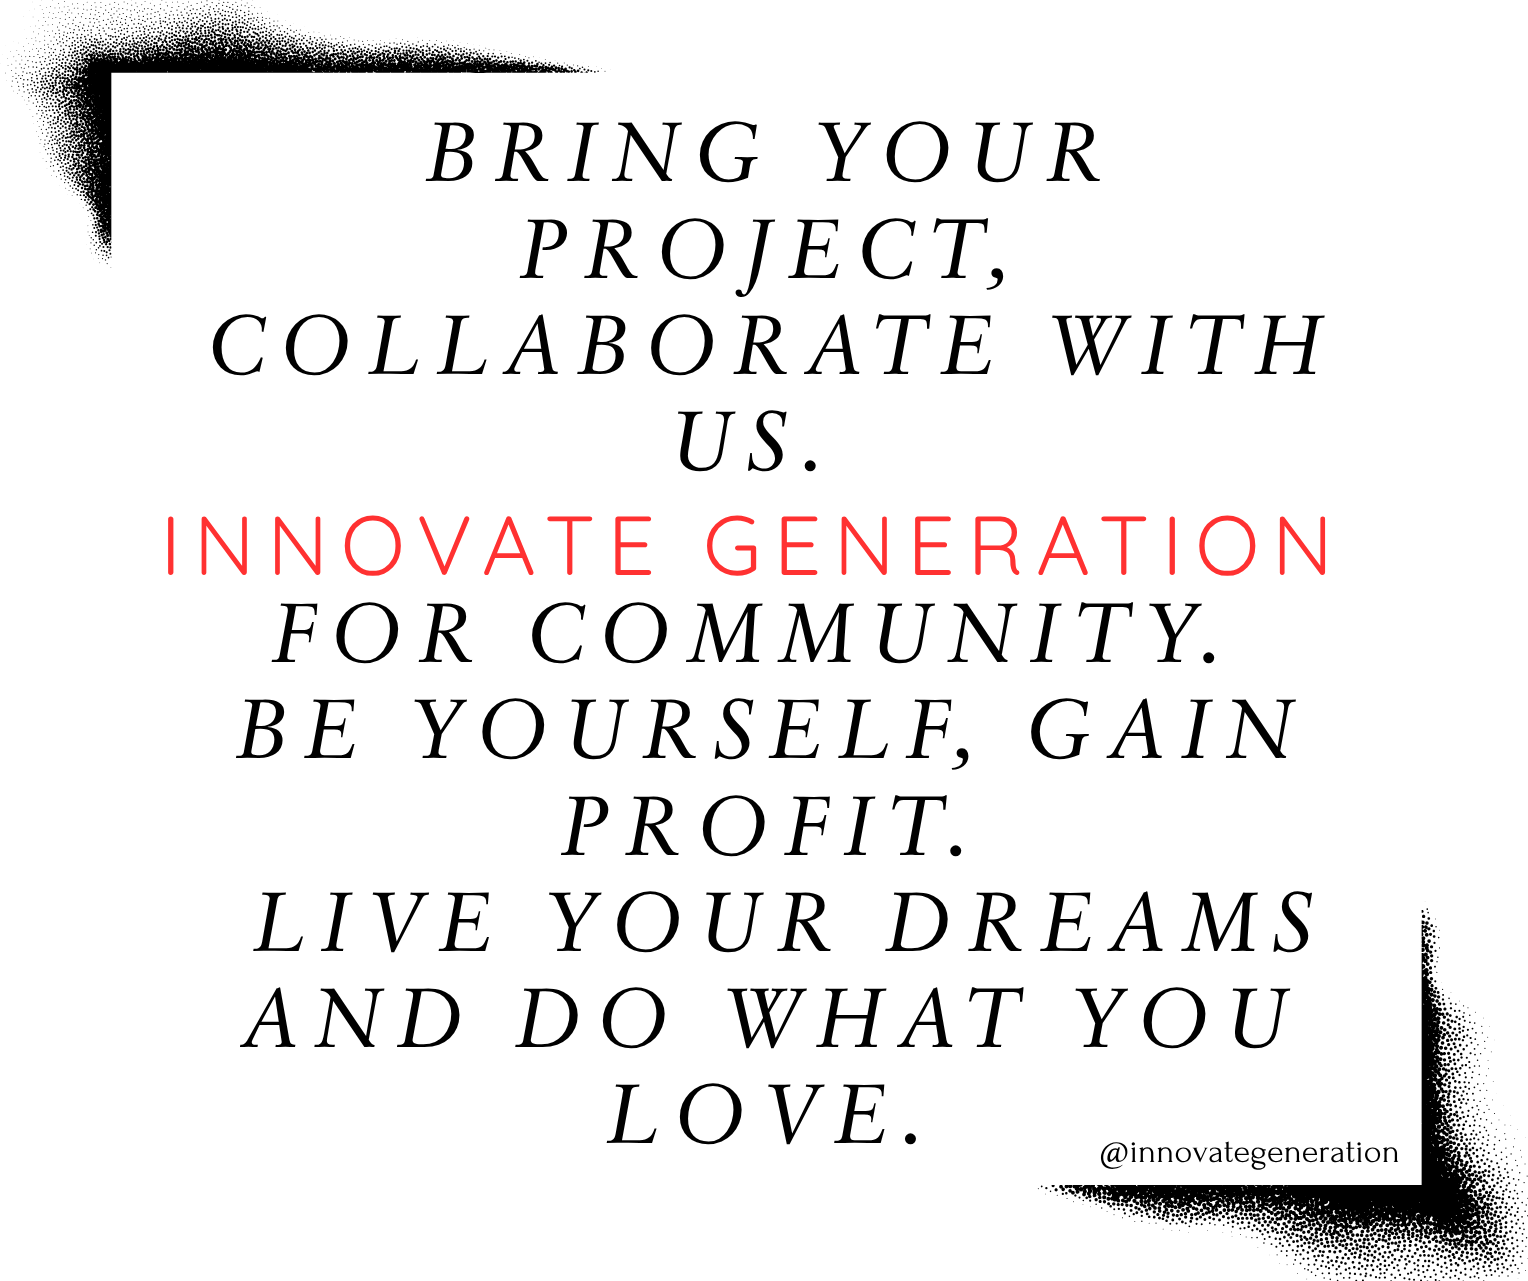 BRING YOUR
PROJECT,
COLLABORATE WITH
US.
INNOVATE GENERATION
FOR COMMUNITY.
BE YOURSELF, GAIN
PROFIT.
LIVE YOUR DREAMS
AND DO WHAT YOU
LOVE.
@innovategeneration